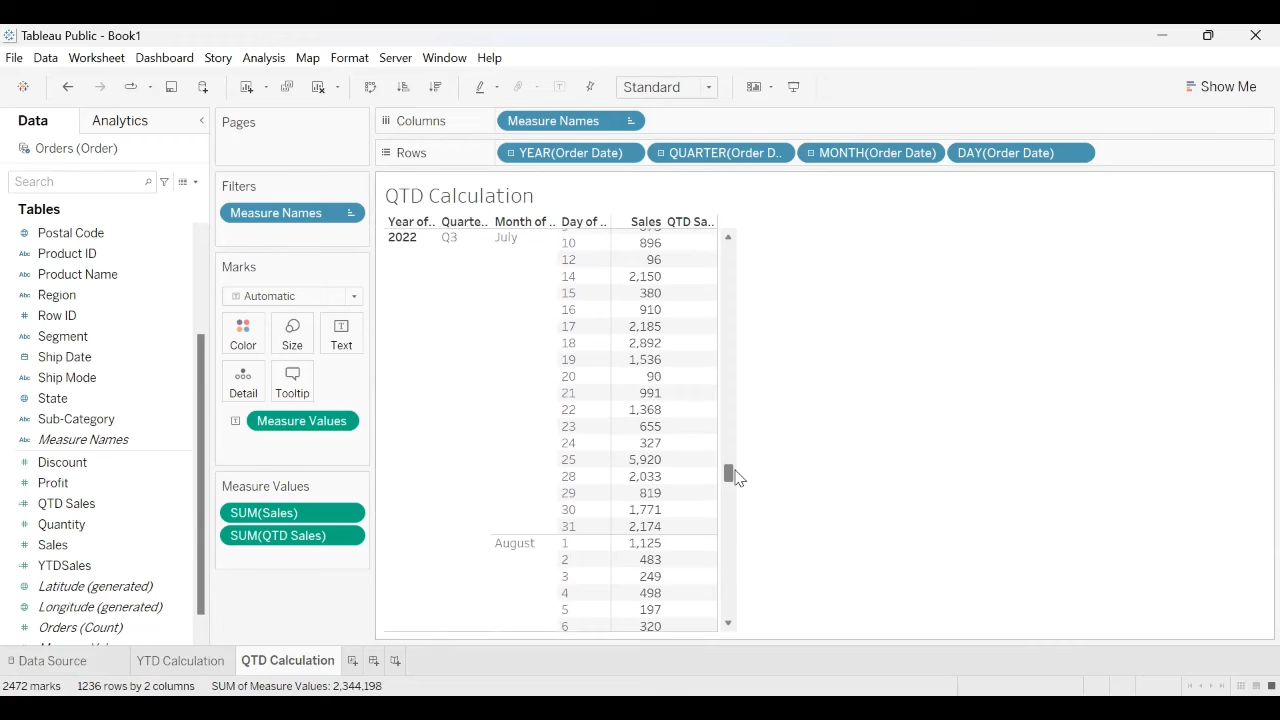 Tableau Public - Book1
File Data Worksheet Dashboard Story Analysis Map Format Server Window Help
Standard
Show Me
Data Analytics
Orders (Order)
Search
Tables
Abc Postal Code
Abc Product ID
Abc Product Name
Abc Region
# Row ID
Abc Segment
Ship Date
Abc Ship Mode
State
Abc Sub-Category
Abc Measure Names
# Discount
# Profit
# QTD Sales
# Quantity
# Sales
# YTDSales
Latitude (generated)
Longitude (generated)
# Orders (Count)
Pages
Filters
Measure Names
Marks
Automatic
Color Size Text
Detail Tooltip
Measure Values
Measure Values
SUM(Sales)
SUM(QTD Sales)
Columns Measure Names
Rows YEAR(Order Date) QUARTER(Order D.. MONTH(Order Date) DAY(Order Date)
QTD Calculation
Year of.. Quarte.. Month of .. Day of .. Sales QTD Sa..
2022 Q3 July
10 896
12 96
14 2,150
15 380
16 910
17 2,185
18 2,892
19 1,536
20 90
21 991
22 1,368
23 655
24 327
25 5,920
28 2,033
29 819
30 1,771
31 2,174
August 1 1,125
2 483
3 249
4 498
5 197
6 320
Data Source YTD Calculation QTD Calculation
2472 marks 1236 rows by 2 columns SUM of Measure Values: 2,344,198